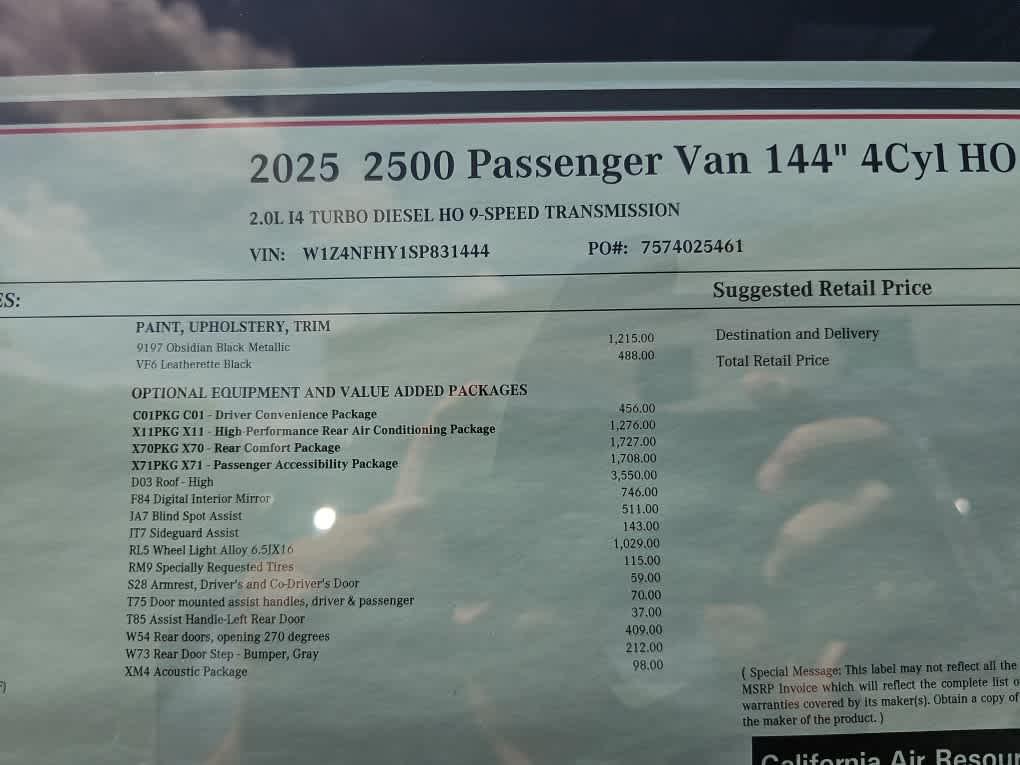 2025 2500 Passenger Van 144" 4Cyl HO
2.0L I4 TURBO DIESEL HO 9-SPEED TRANSMISSION
VIN: W1Z4NFHY1SP831444 PO#: 7574025461
ES: Suggested Retail Price
PAINT, UPHOLSTERY, TRIM
9197 Obsidian Black Metallic 1,215.00
VF6 Leatherette Black 488.00
Destination and Delivery
Total Retail Price
OPTIONAL EQUIPMENT AND VALUE ADDED PACKAGES
C01PKG C01 - Driver Convenience Package 456.00
X11PKG X11 - High-Performance Rear Air Conditioning Package 1,276.00
X70PKG X70 - Rear Comfort Package 1,727.00
X71PKG X71 - Passenger Accessibility Package 1,708.00
D03 Roof - High 3,550.00
F84 Digital Interior Mirror 746.00
JA7 Blind Spot Assist 511.00
JT7 Sideguard Assist 143.00
RL5 Wheel Light Alloy 6.5JX16 1,029.00
RM9 Specially Requested Tires 115.00
S28 Armrest, Driver's and Co-Driver's Door 59.00
T75 Door mounted assist handles, driver & passenger 70.00
T85 Assist Handle-Left Rear Door 37.00
W54 Rear doors, opening 270 degrees 409.00
W73 Rear Door Step - Bumper, Gray 212.00
XM4 Acoustic Package 98.00
( Special Message: This label may not reflect all the
MSRP Invoice which will reflect the complete list o
warranties covered by its maker(s). Obtain a copy of
the maker of the product. )
California Air Resour